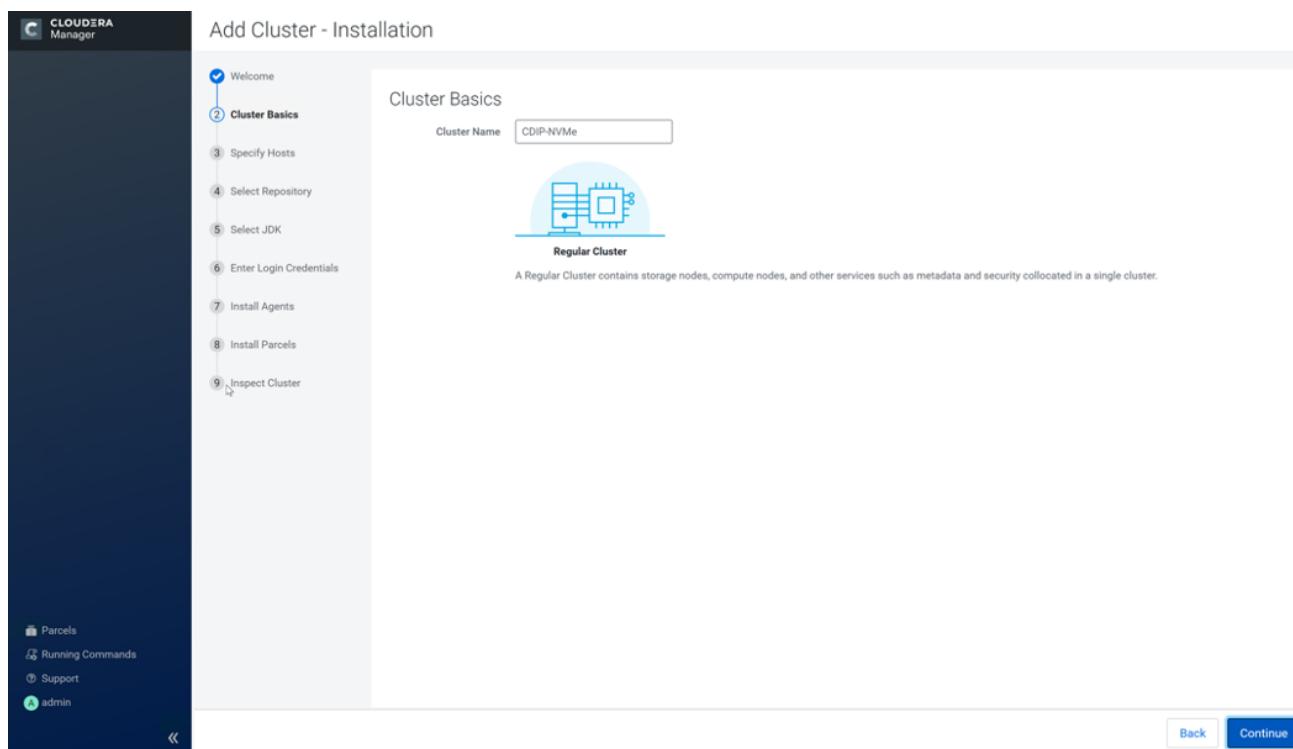 CLOUDERA
Manager
Add Cluster - Installation
Welcome
2 Cluster Basics
3 Specify Hosts
4 Select Repository
5 Select JDK
6 Enter Login Credentials
7 Install Agents
8 Install Parcels
9 Inspect Cluster
Cluster Basics
Cluster Name CDIP-NVMe
Regular Cluster
A Regular Cluster contains storage nodes, compute nodes, and other services such as metadata and security collocated in a single cluster.
Parcels
Running Commands
Support
A admin
Back Continue